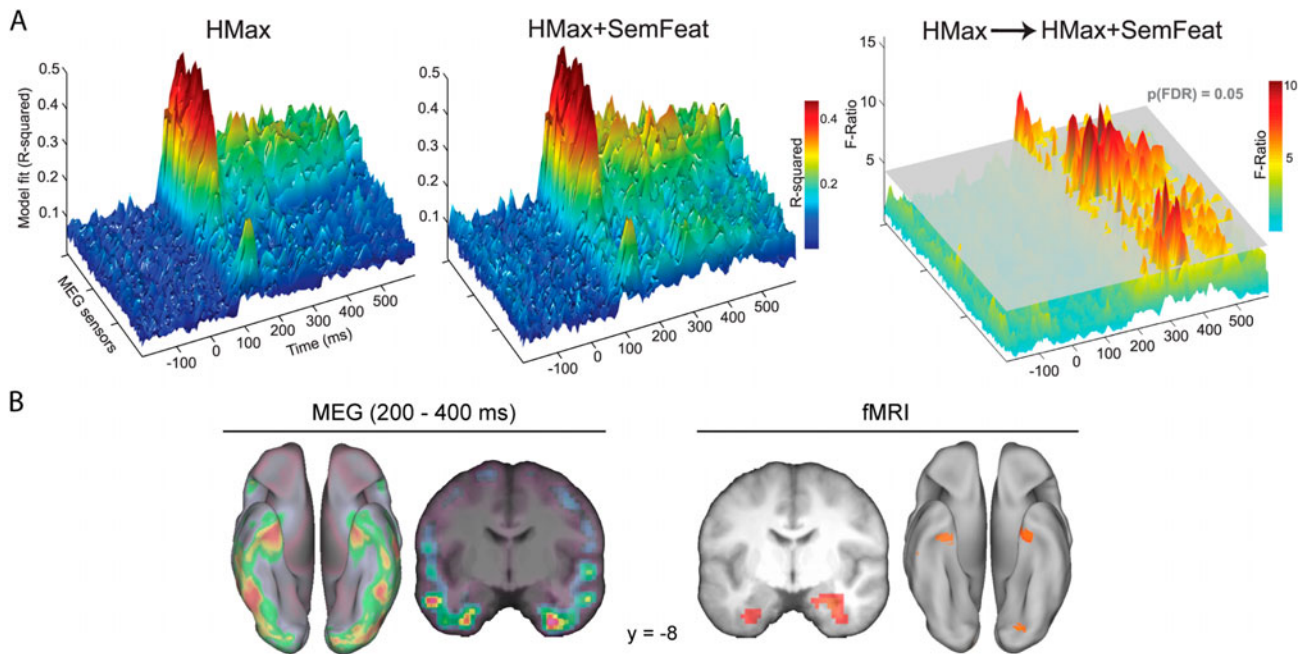 A
HMax
HMax+SemFeat
HMax → HMax+SemFeat
Model fit (R-squared)
0.5
0.4
0.3
0.2
0.1
MEG sensors
-100
0
100
200
300
400
500
Time (ms)
0.5
0.4
0.3
0.2
0.1
-100
0
100
200
300
400
500
0.4
0.2
R-squared
15
10
5
F-Ratio
p(FDR) = 0.05
-100
0
100
200
300
400
500
10
5
F-Ratio
B
MEG (200 - 400 ms)
fMRI
y = -8